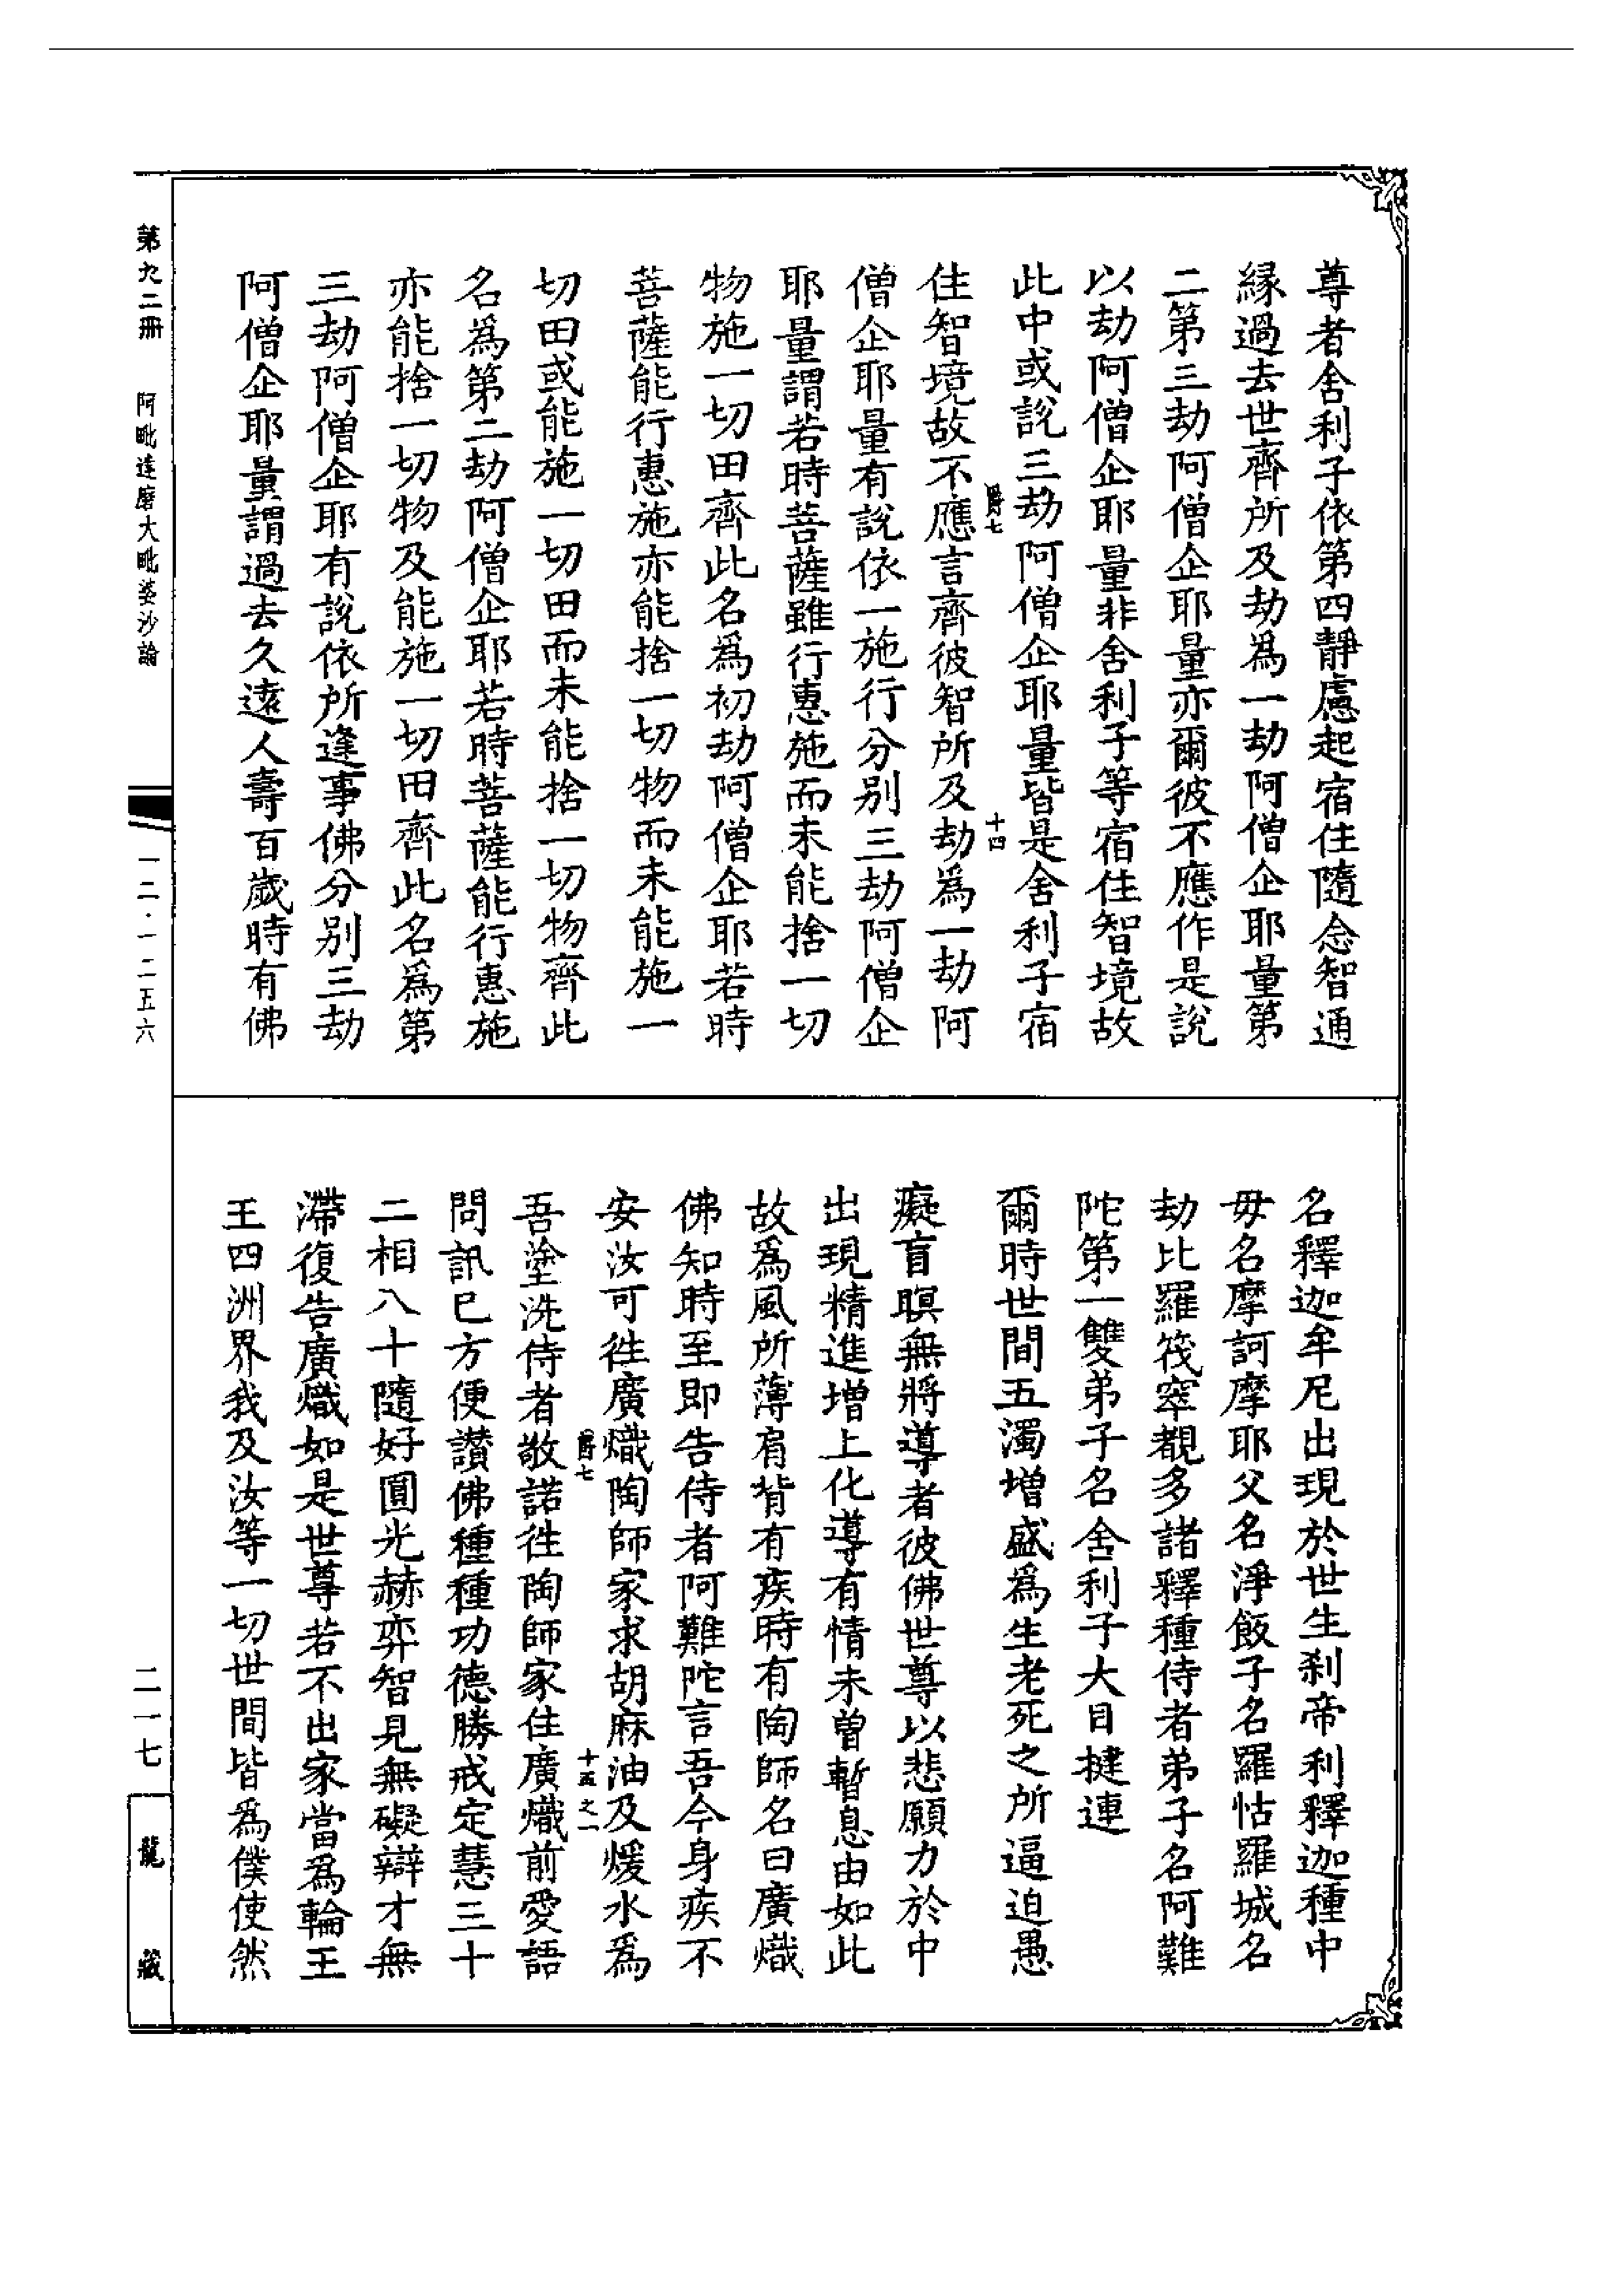 尊者舍利子依第四靜慮起宿住隨念智通
縁過去世齊所及劫為一劫阿僧企耶量第
二第三劫阿僧企耶量亦爾彼不應作是說
以劫阿僧企耶量非舍利子等宿住智境故
此中或說三劫阿僧企耶量皆是舍利子宿
爵七
十四
住智境故不應言齊彼智所及劫為一劫阿
僧企耶量有說依一施行分别三劫阿僧企
耶量謂若時菩薩雖行惠施而未能捨一切
物施一切田齊此名爲初劫阿僧企耶若時
菩薩能行惠施亦能捨一切物而未能施一
切田或能施一切田而未能捨一切物齊此
名爲第二劫阿僧企耶若時菩薩能行惠施
亦能捨一切物及能施一切田齊此名爲第
三劫阿僧企耶有說依所逢事佛分别三劫
阿僧企耶量謂過去久遠人壽百歲時有佛
名釋迦牟尼出現於世生刹帝利釋迦種中
毋名摩訶摩耶父名淨飯子名羅怙羅城名
劫比羅筏窣覩多諸釋種侍者弟子名阿難
陀第一雙弟子名舍利子大目揵連
爾時世間五濁增盛爲生老死之所逼迫愚
癡盲瞑無將導者彼佛世尊以悲願力於中
出現精進增上化導有情未曾暫息由如此
故爲風所薄肩背有疾時有陶師名曰廣熾
佛知時至即告侍者阿難陀言吾今身疾不
安汝可徃廣熾陶師家求胡麻油及煖水爲
爵七
十五之一
吾塗洗侍者敬諾徃陶師家住廣熾前愛語
問訊已方便讚佛種種功德勝戒定慧三十
二相八十隨好圓光赫弈智見無礙辯才無
滯復告廣熾如是世尊若不出家當爲輪王
王四洲界我及汝等一切世間皆爲僕使然
第九二冊
阿毗達磨大毗婆沙論
一二·一二五六
二一七
龍藏